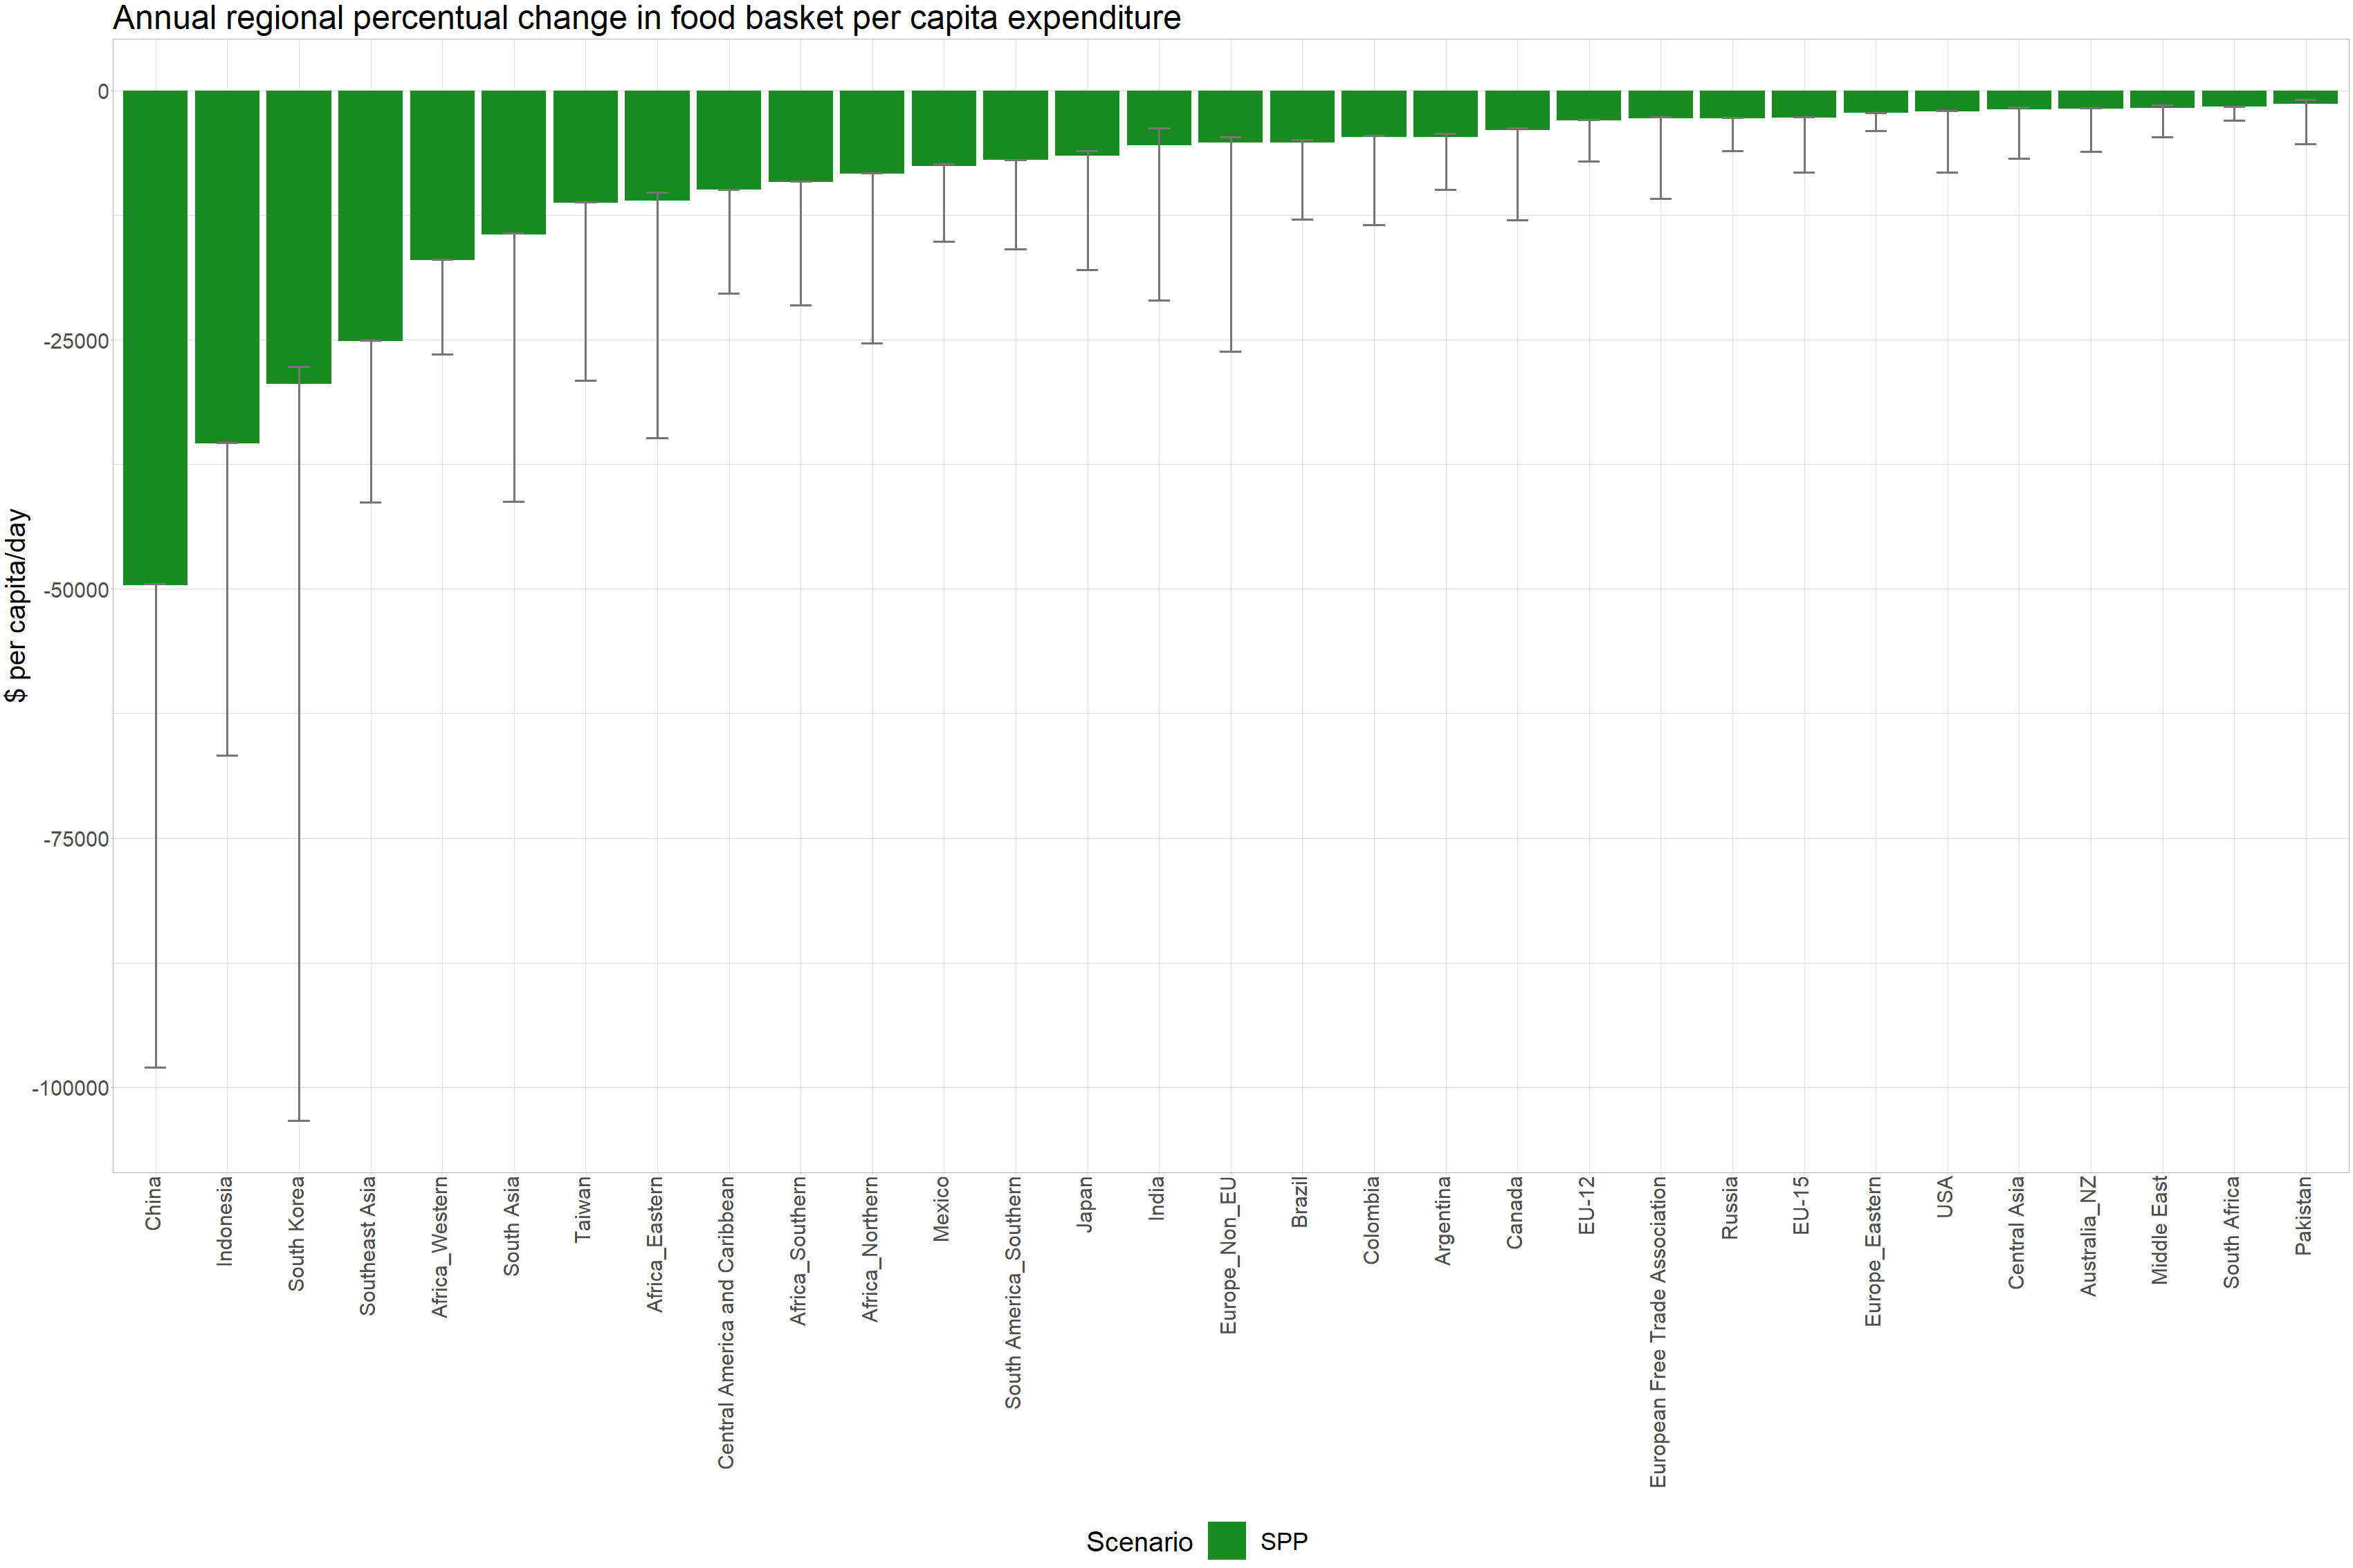 Annual regional percentual change in food basket per capita expenditure
$ per capita/day
0
-25000
-50000
-75000
-100000
China
Indonesia
South Korea
Southeast Asia
Africa_Western
South Asia
Taiwan
Africa_Eastern
Central America and Caribbean
Africa_Southern
Africa_Northern
Mexico
South America_Southern
Japan
India
Europe_Non_EU
Brazil
Colombia
Argentina
Canada
EU-12
European Free Trade Association
Russia
EU-15
Europe_Eastern
USA
Central Asia
Australia_NZ
Middle East
South Africa
Pakistan
Scenario SPP